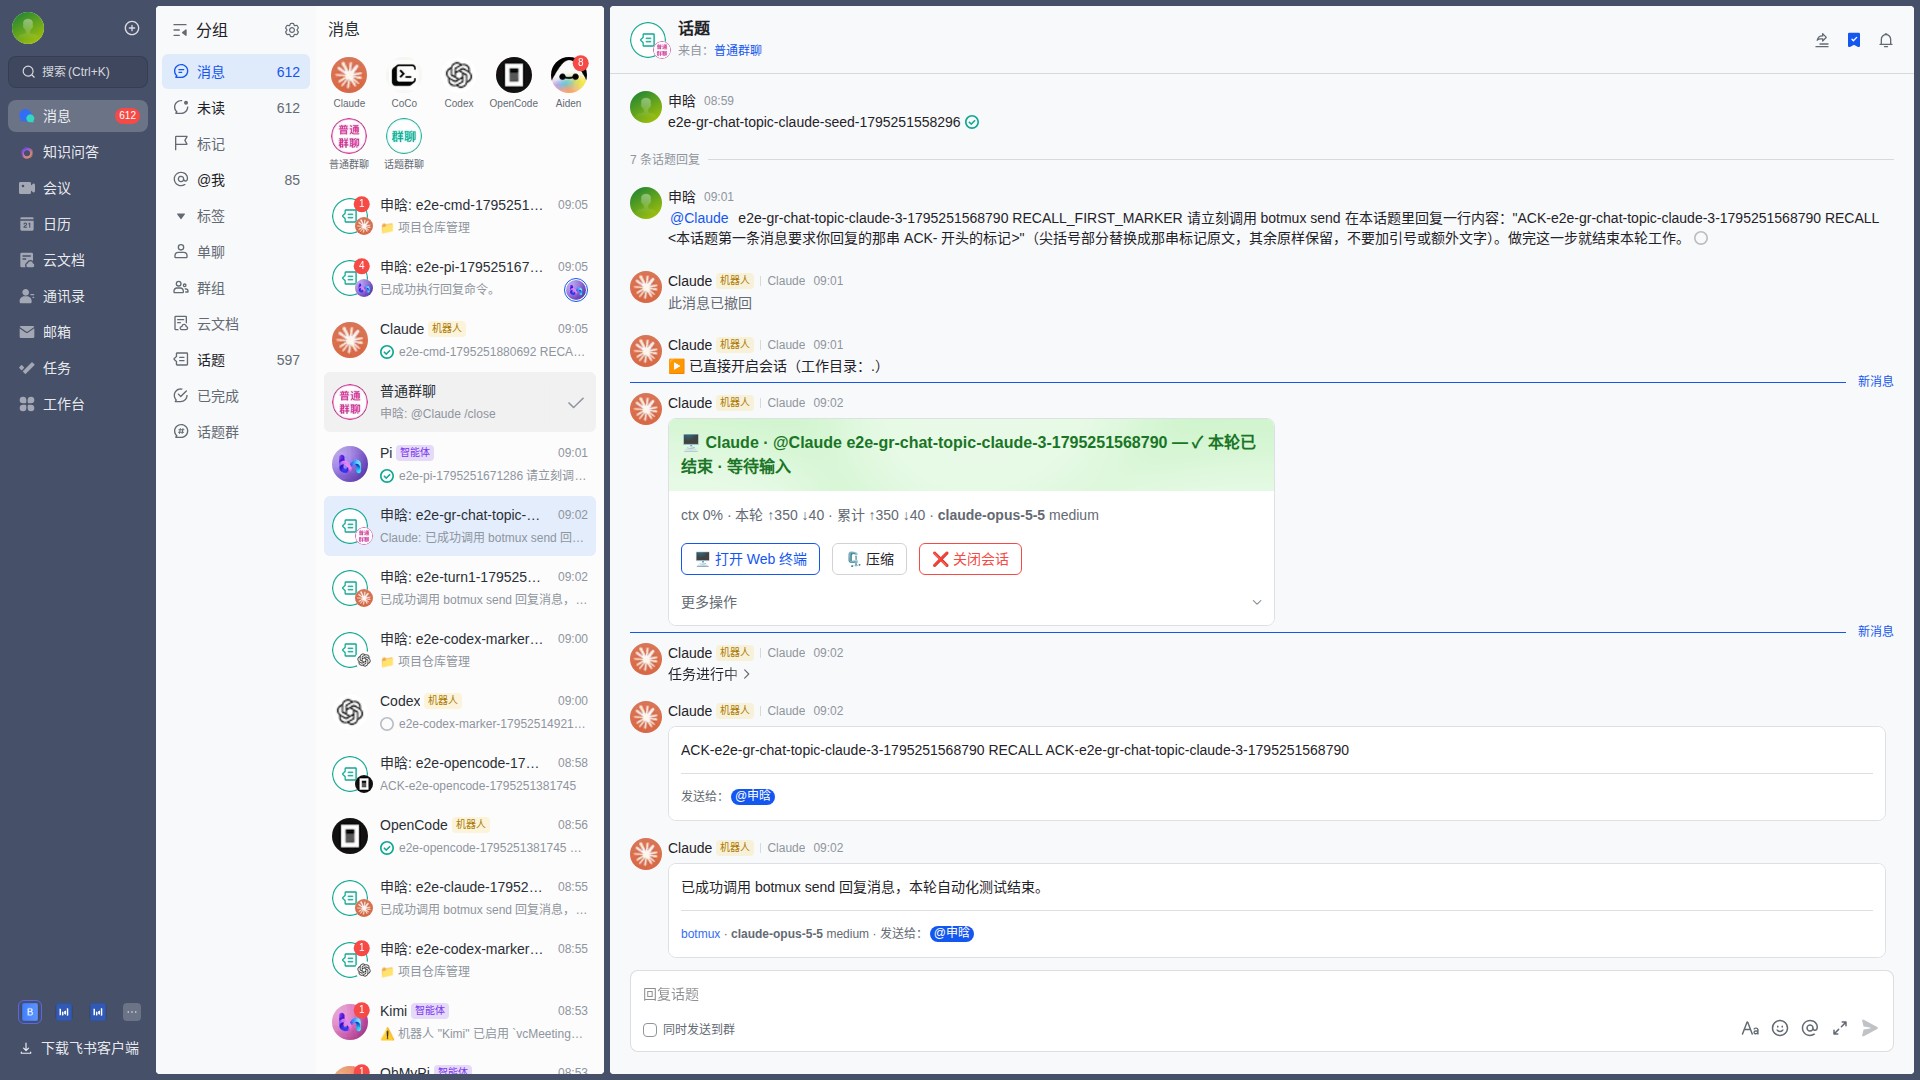 搜索 (Ctrl+K)
消息 612
知识问答
会议
日历
云文档
通讯录
邮箱
任务
工作台
下载飞书客户端
分组
消息 612
未读 612
标记
@我 85
标签
单聊
群组
云文档
话题 597
已完成
话题群
消息
Claude CoCo Codex OpenCode Aiden 8
普通群聊 话题群聊
普通群聊 群聊
申晗: e2e-cmd-1795251... 09:05
1
📁 项目仓库管理
申晗: e2e-pi-179525167... 09:05
4
已成功执行回复命令。
Claude 机器人 09:05
e2e-cmd-1795251880692 RECA...
普通群聊
普通群聊
申晗: @Claude /close
Pi 智能体 09:01
e2e-pi-1795251671286 请立刻调...
申晗: e2e-gr-chat-topic-... 09:02
Claude: 已成功调用 botmux send 回...
申晗: e2e-turn1-179525... 09:02
已成功调用 botmux send 回复消息，...
申晗: e2e-codex-marker... 09:00
📁 项目仓库管理
Codex 机器人 09:00
e2e-codex-marker-17952514921...
申晗: e2e-opencode-17... 08:58
ACK-e2e-opencode-1795251381745
OpenCode 机器人 08:56
e2e-opencode-1795251381745 ...
申晗: e2e-claude-17952... 08:55
已成功调用 botmux send 回复消息，...
申晗: e2e-codex-marker... 08:55
1
📁 项目仓库管理
Kimi 智能体 08:53
1
⚠️ 机器人 "Kimi" 已启用 `vcMeeting...
OhMyPi 智能体 08:53
1
话题
来自：普通群聊
申晗 08:59
e2e-gr-chat-topic-claude-seed-1795251558296
7 条话题回复
申晗 09:01
@Claude e2e-gr-chat-topic-claude-3-1795251568790 RECALL_FIRST_MARKER 请立刻调用 botmux send 在本话题里回复一行内容："ACK-e2e-gr-chat-topic-claude-3-1795251568790 RECALL
<本话题第一条消息要求你回复的那串 ACK- 开头的标记>"（尖括号部分替换成那串标记原文，其余原样保留，不要加引号或额外文字）。做完这一步就结束本轮工作。
Claude 机器人 Claude 09:01
此消息已撤回
Claude 机器人 Claude 09:01
▶️ 已直接开启会话（工作目录：.）
新消息
Claude 机器人 Claude 09:02
🖥️ Claude · @Claude e2e-gr-chat-topic-claude-3-1795251568790 — ✓ 本轮已
结束 · 等待输入
ctx 0% · 本轮 ↑350 ↓40 · 累计 ↑350 ↓40 · claude-opus-5-5 medium
🖥️ 打开 Web 终端 🗜️ 压缩 ❌ 关闭会话
更多操作
新消息
Claude 机器人 Claude 09:02
任务进行中
Claude 机器人 Claude 09:02
ACK-e2e-gr-chat-topic-claude-3-1795251568790 RECALL ACK-e2e-gr-chat-topic-claude-3-1795251568790
发送给： @申晗
Claude 机器人 Claude 09:02
已成功调用 botmux send 回复消息，本轮自动化测试结束。
botmux · claude-opus-5-5 medium · 发送给： @申晗
回复话题
同时发送到群